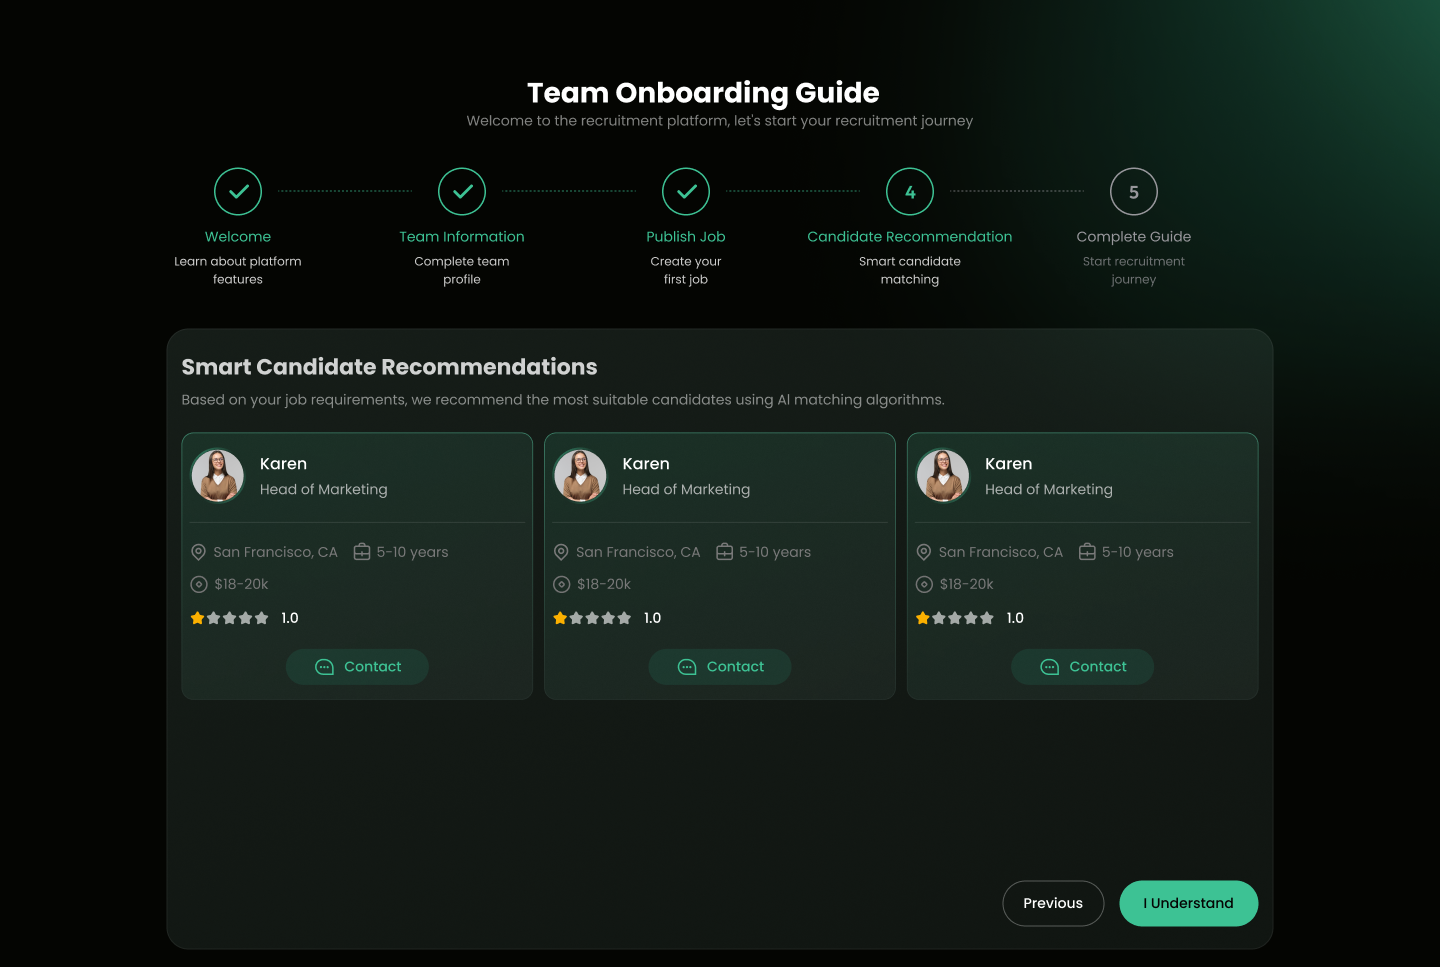 Team Onboarding Guide
Welcome to the recruitment platform, let's start your recruitment journey
4
5
Welcome
Team Information
Publish Job
Candidate Recommendation
Complete Guide
Learn about platform
features
Complete team
profile
Create your
first job
Smart candidate
matching
Start recruitment
journey
Smart Candidate Recommendations
Based on your job requirements, we recommend the most suitable candidates using AI matching algorithms.
Karen
Head of Marketing
San Francisco, CA
5-10 years
$18-20k
1.0
Contact
Karen
Head of Marketing
San Francisco, CA
5-10 years
$18-20k
1.0
Contact
Karen
Head of Marketing
San Francisco, CA
5-10 years
$18-20k
1.0
Contact
Previous
I Understand